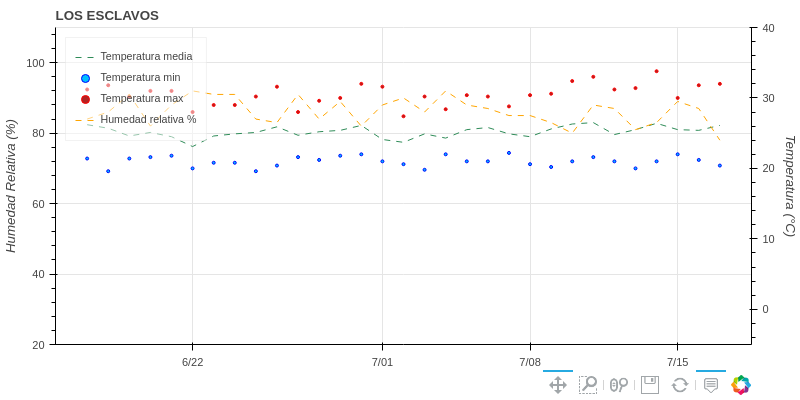 LOS ESCLAVOS
Temperatura media
Temperatura min
Temperatura max
Humedad relativa %
Humedad Relativa (%)
100
80
60
40
20
40
30
20
10
0
Temperatura (°C)
6/22
7/01
7/08
7/15